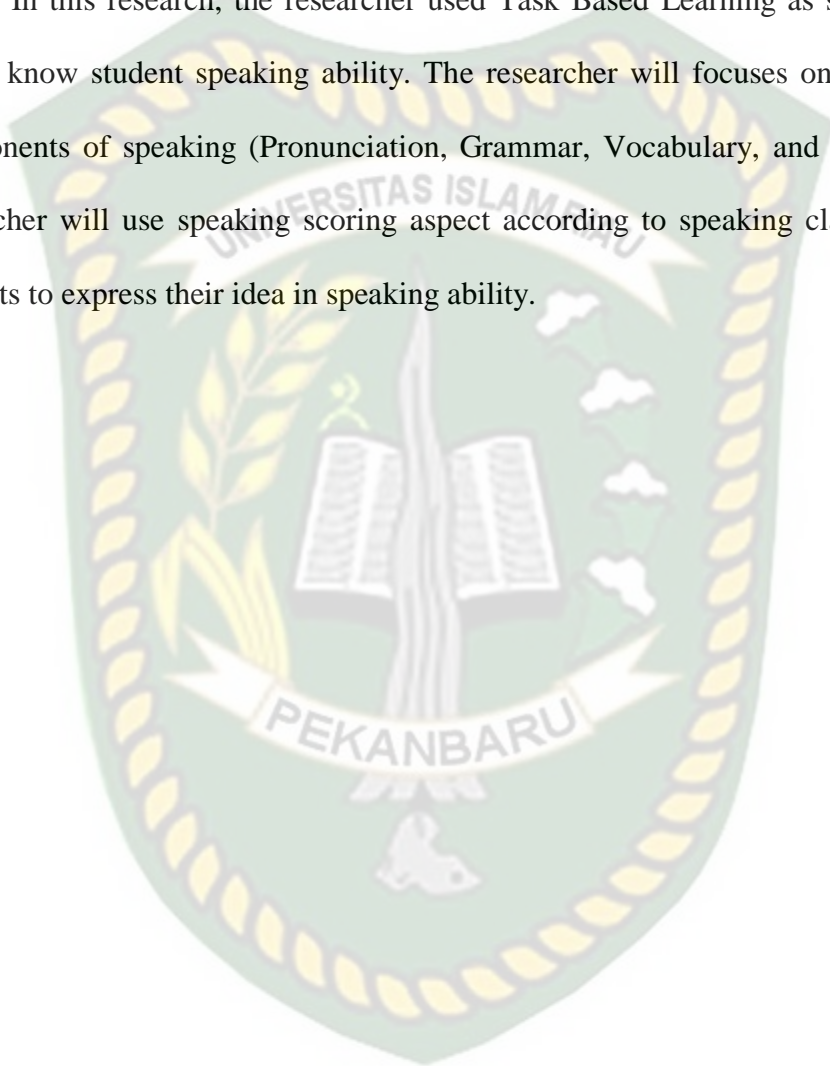 In this research, the researcher used Task Based Learning as s
know student speaking ability. The researcher will focuses on
onents of speaking (Pronunciation, Grammar, Vocabulary, and
cher will use speaking scoring aspect according to speaking cla
ts to express their idea in speaking ability.
UNIVERSITAS ISLAM RIAU
PEKANBARU